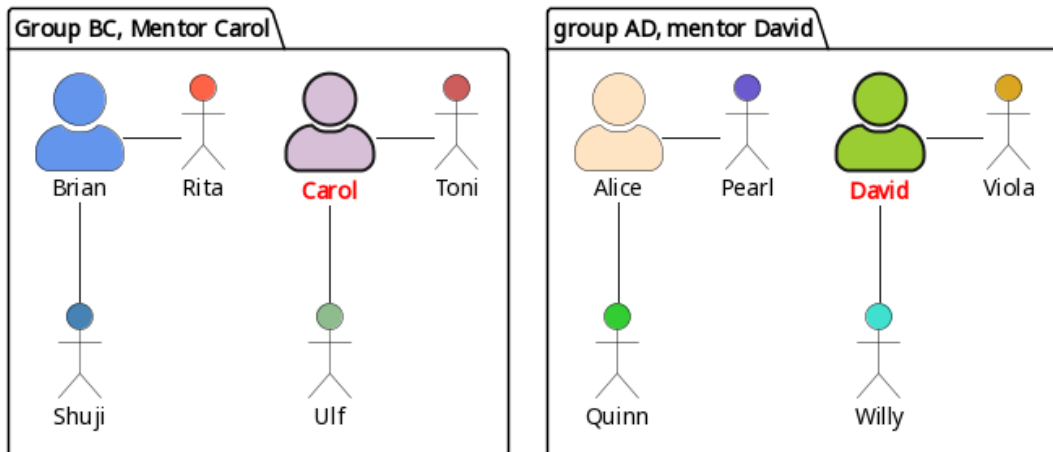 Group BC, Mentor Carol
Brian
Rita
Carol
Toni
Shuji
Ulf
group AD, mentor David
Alice
Pearl
David
Viola
Quinn
Willy